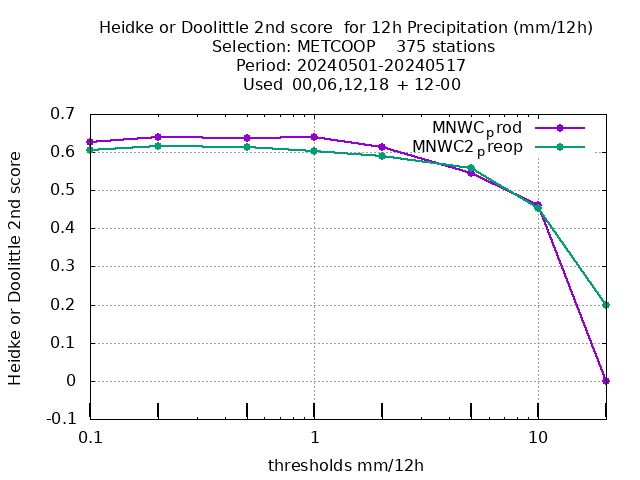 Heidke or Doolittle 2nd score  for 12h Precipitation (mm/12h)
Selection: METCOOP    375 stations
Period: 20240501-20240517
Used  00,06,12,18  + 12-00
MNWCprod
MNWC2preop
0.7
0.6
0.5
0.4
0.3
0.2
0.1
0
-0.1
Heidke or Doolittle 2nd score
0.1 1 10
thresholds mm/12h